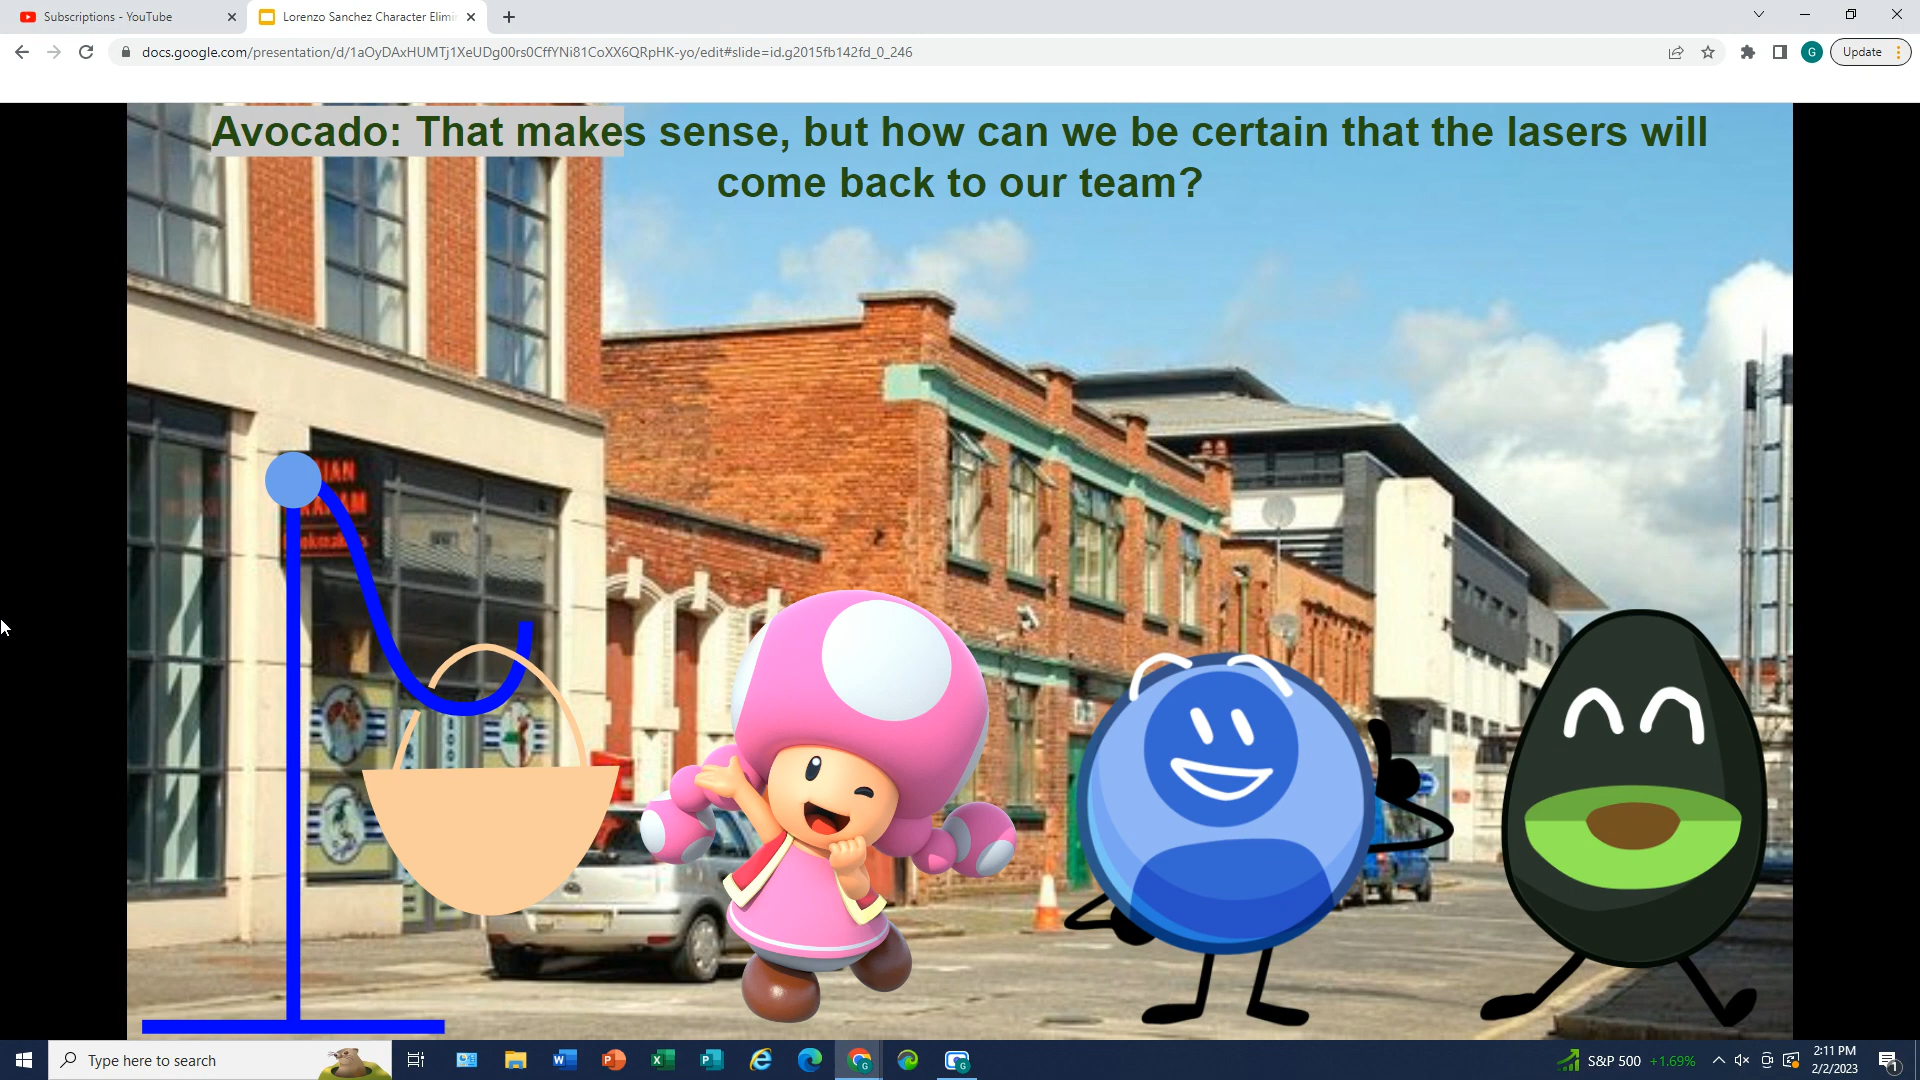 Subscriptions - YouTube
Lorenzo Sanchez Character Elimi
docs.google.com/presentation/d/1aOyDAxHUMTj1XeUDg00rs0CffYNi81CoXX6QRpHK-yo/edit#slide=id.g2015fb142fd_0_246
G
Update
Avocado: That makes sense, but how can we be certain that the lasers will
come back to our team?
Type here to search
S&P 500 +1.69%
2:11 PM
2/2/2023
1